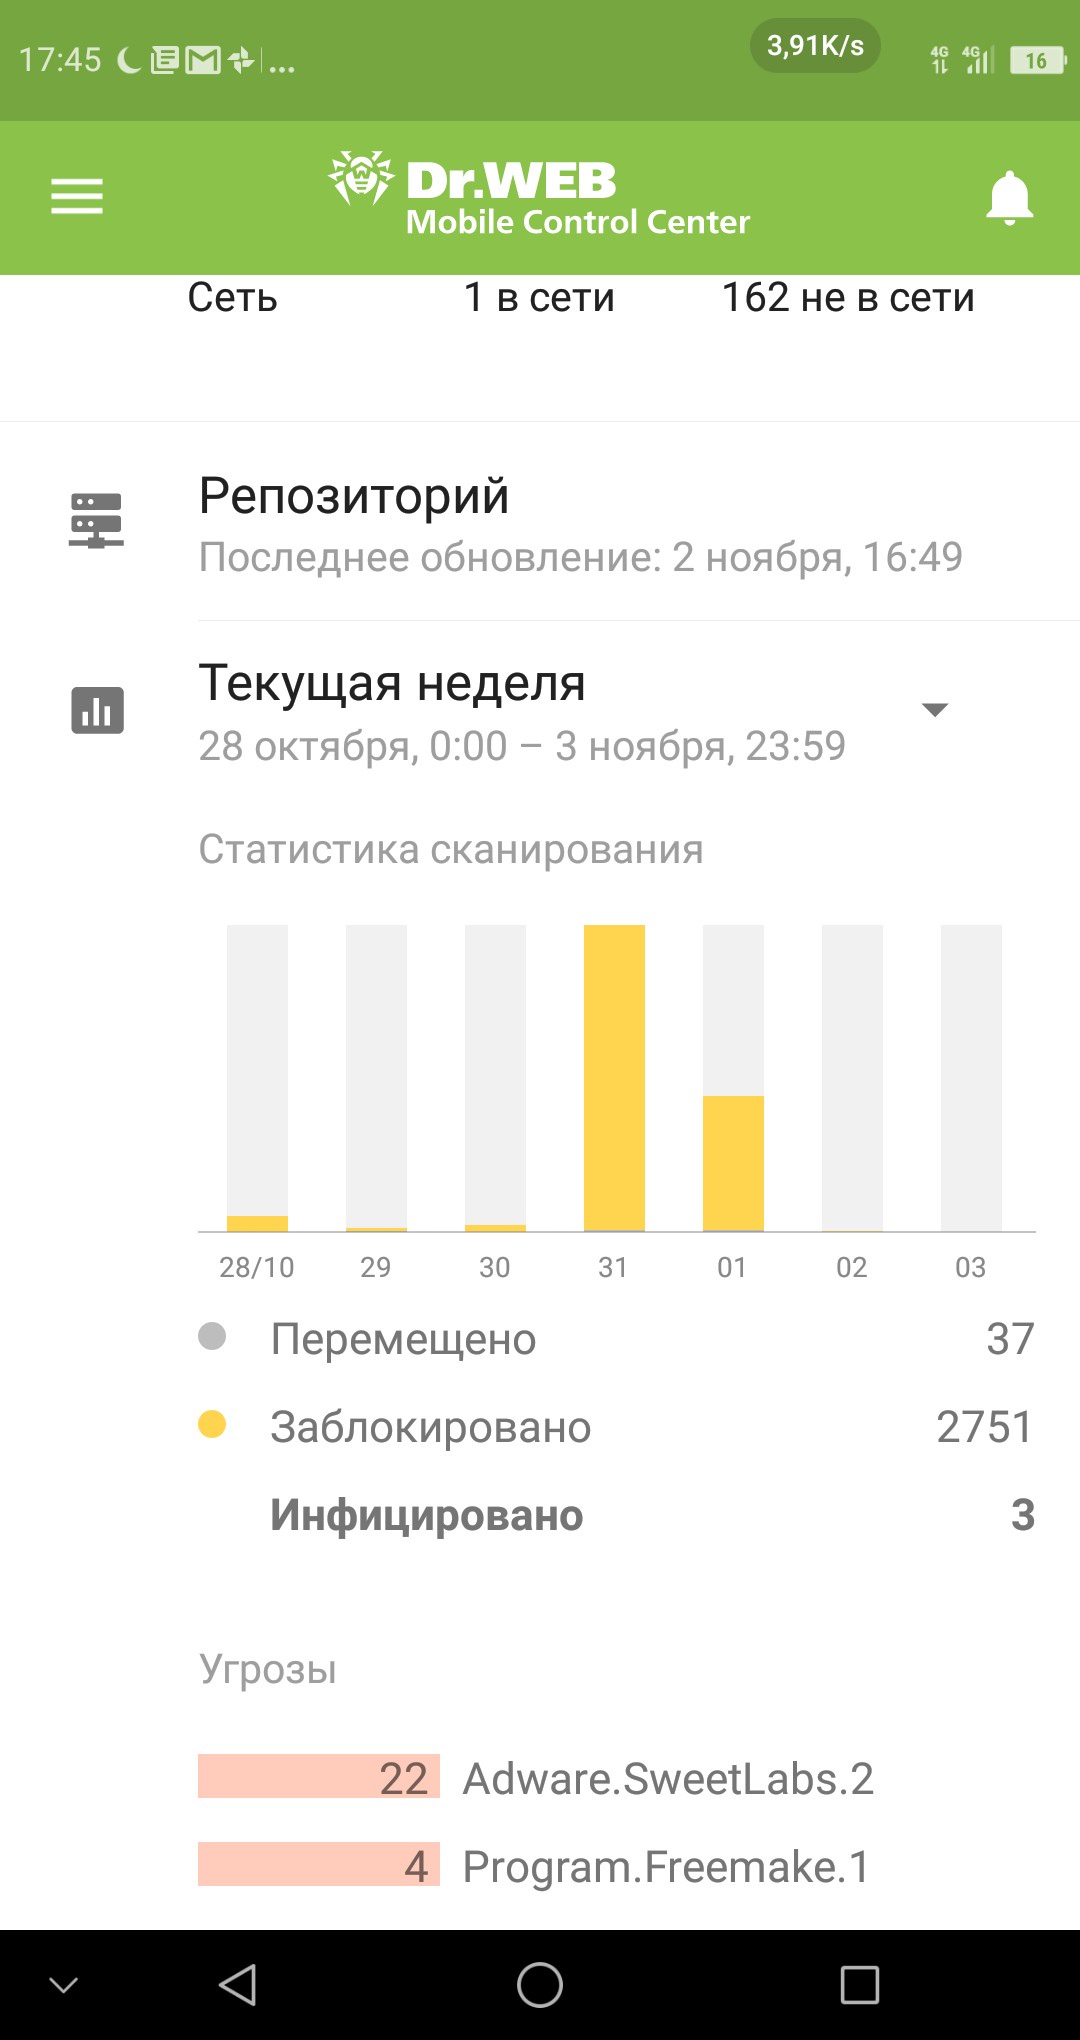 17:45 ... 3,91K/s 4G 4G 16
Dr.WEB
Mobile Control Center
Сеть 1 в сети 162 не в сети
Репозиторий
Последнее обновление: 2 ноября, 16:49
Текущая неделя
28 октября, 0:00 – 3 ноября, 23:59
Статистика сканирования
28/10 29 30 31 01 02 03
Перемещено 37
Заблокировано 2751
Инфицировано 3
Угрозы
22 Adware.SweetLabs.2
4 Program.Freemake.1